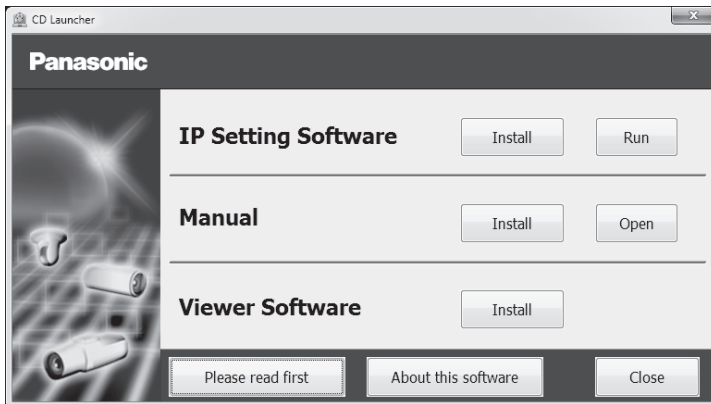 CD Launcher
Panasonic
IP Setting Software Install Run
Manual Install Open
Viewer Software Install
Please read first About this software Close